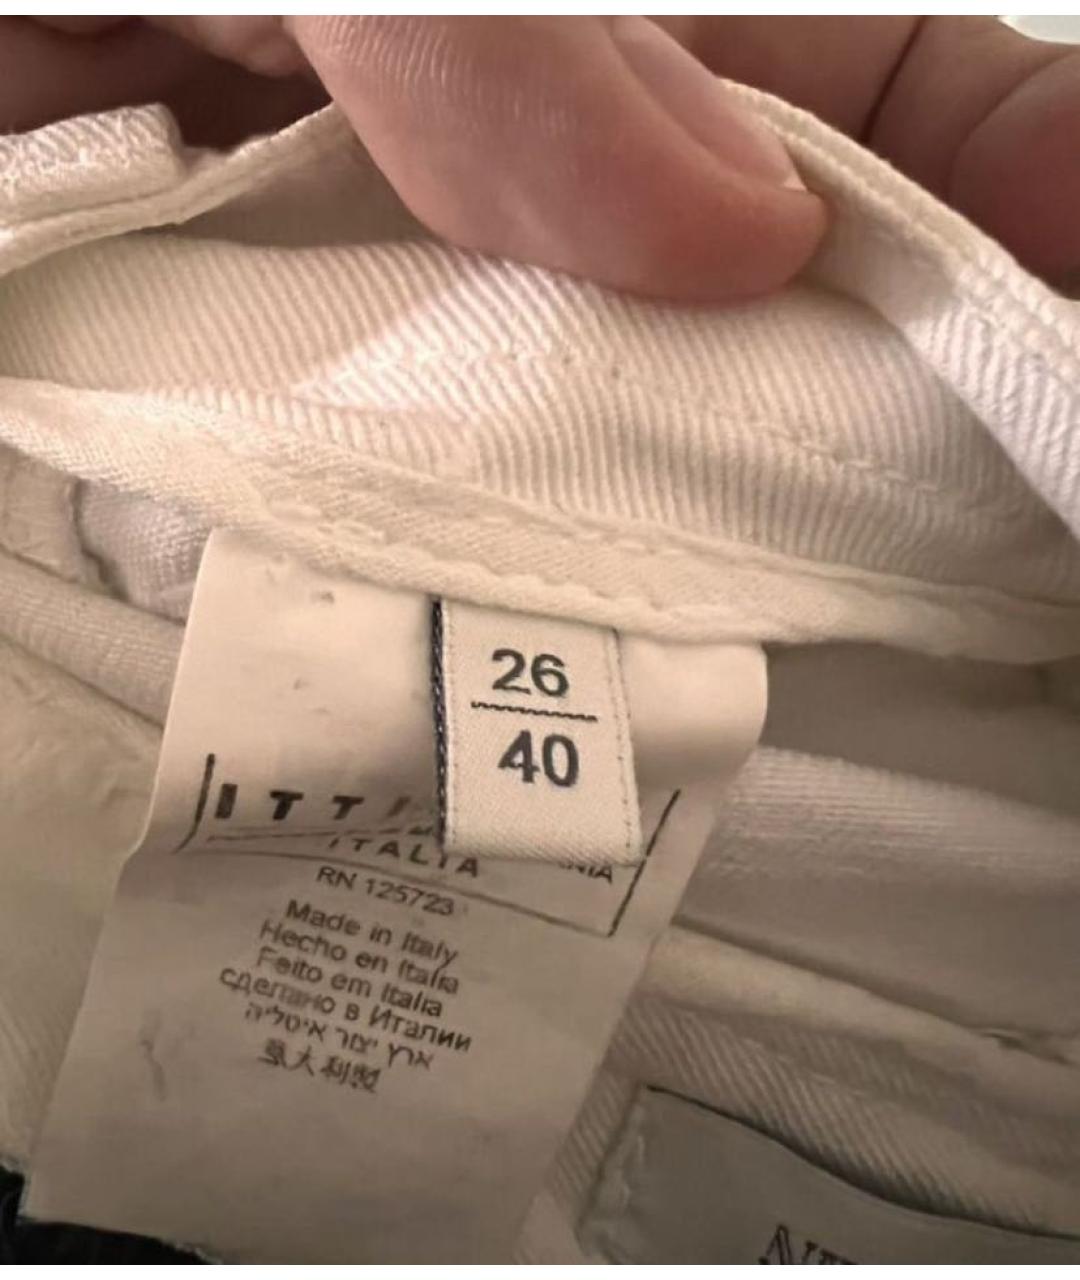 26
40
ITALIA
RN 125723
Made in Italy
Hecho en Italia
Feito em Italia
сделано в Италии
ארץ יצור איטליה
意大利製